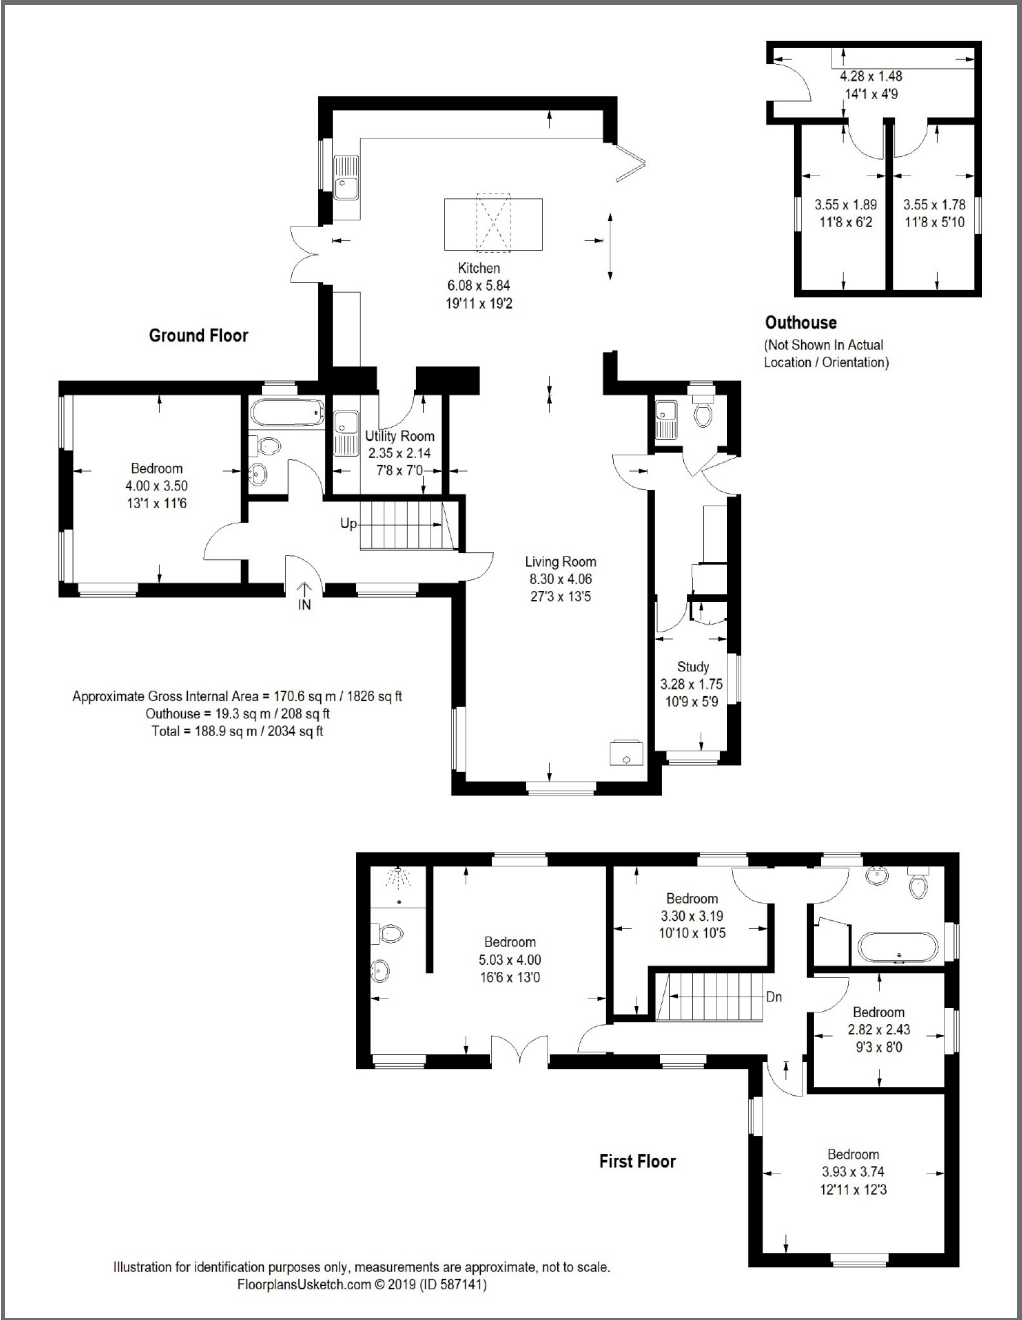 4.28 x 1.48
14'1 x 4'9
3.55 x 1.89
11'8 x 6'2
3.55 x 1.78
11'8 x 5'10
Outhouse
(Not Shown In Actual
Location / Orientation)
Kitchen
6.08 x 5.84
19'11 x 19'2
Ground Floor
Utility Room
2.35 x 2.14
7'8 x 7'0
Bedroom
4.00 x 3.50
13'1 x 11'6
Up
IN
Living Room
8.30 x 4.06
27'3 x 13'5
Study
3.28 x 1.75
10'9 x 5'9
Approximate Gross Internal Area = 170.6 sq m / 1826 sq ft
Outhouse = 19.3 sq m / 208 sq ft
Total = 188.9 sq m / 2034 sq ft
Bedroom
5.03 x 4.00
16'6 x 13'0
Bedroom
3.30 x 3.19
10'10 x 10'5
Dn
Bedroom
2.82 x 2.43
9'3 x 8'0
Bedroom
3.93 x 3.74
12'11 x 12'3
First Floor
Illustration for identification purposes only, measurements are approximate, not to scale.
FloorplansUsketch.com © 2019 (ID 587141)